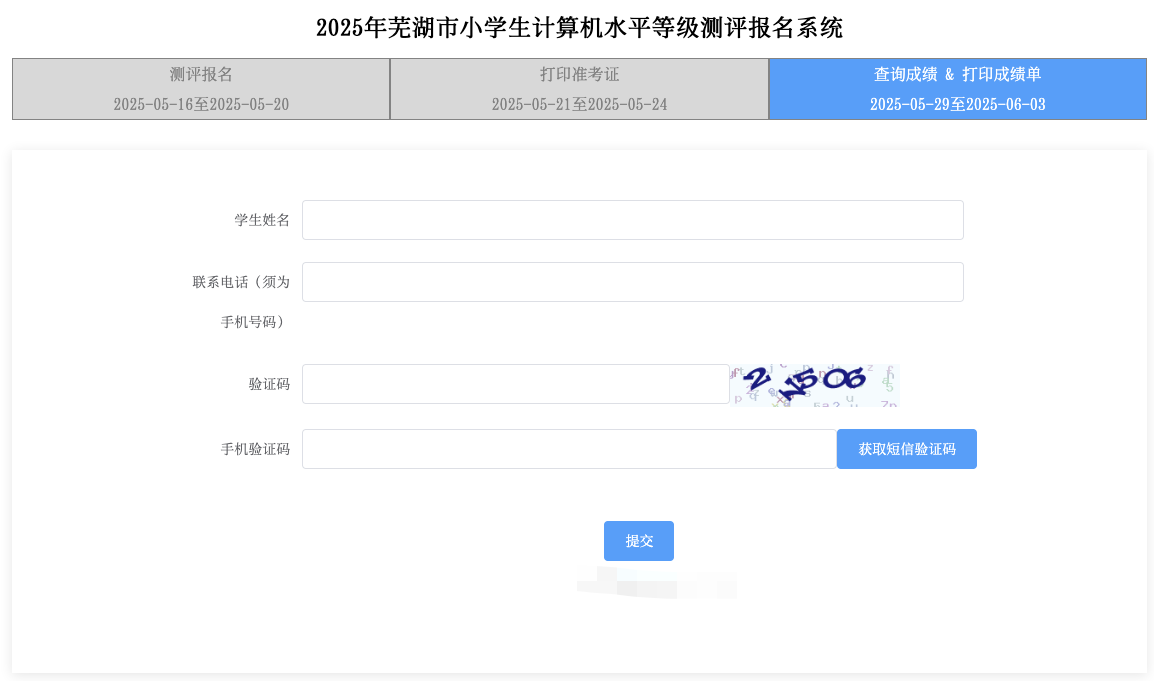 2025年芜湖市小学生计算机水平等级测评报名系统
测评报名
2025-05-16至2025-05-20
打印准考证
2025-05-21至2025-05-24
查询成绩 & 打印成绩单
2025-05-29至2025-06-03
学生姓名
联系电话（须为
手机号码）
验证码
手机验证码
获取短信验证码
提交